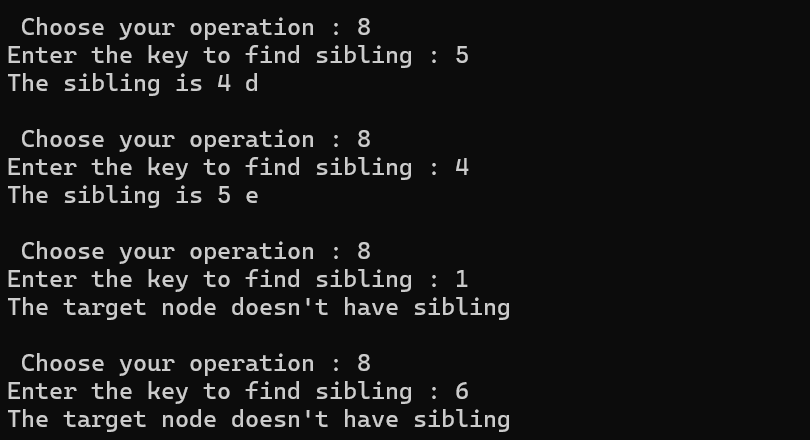 Choose your operation : 8
Enter the key to find sibling : 5
The sibling is 4 d
Choose your operation : 8
Enter the key to find sibling : 4
The sibling is 5 e
Choose your operation : 8
Enter the key to find sibling : 1
The target node doesn't have sibling
Choose your operation : 8
Enter the key to find sibling : 6
The target node doesn't have sibling